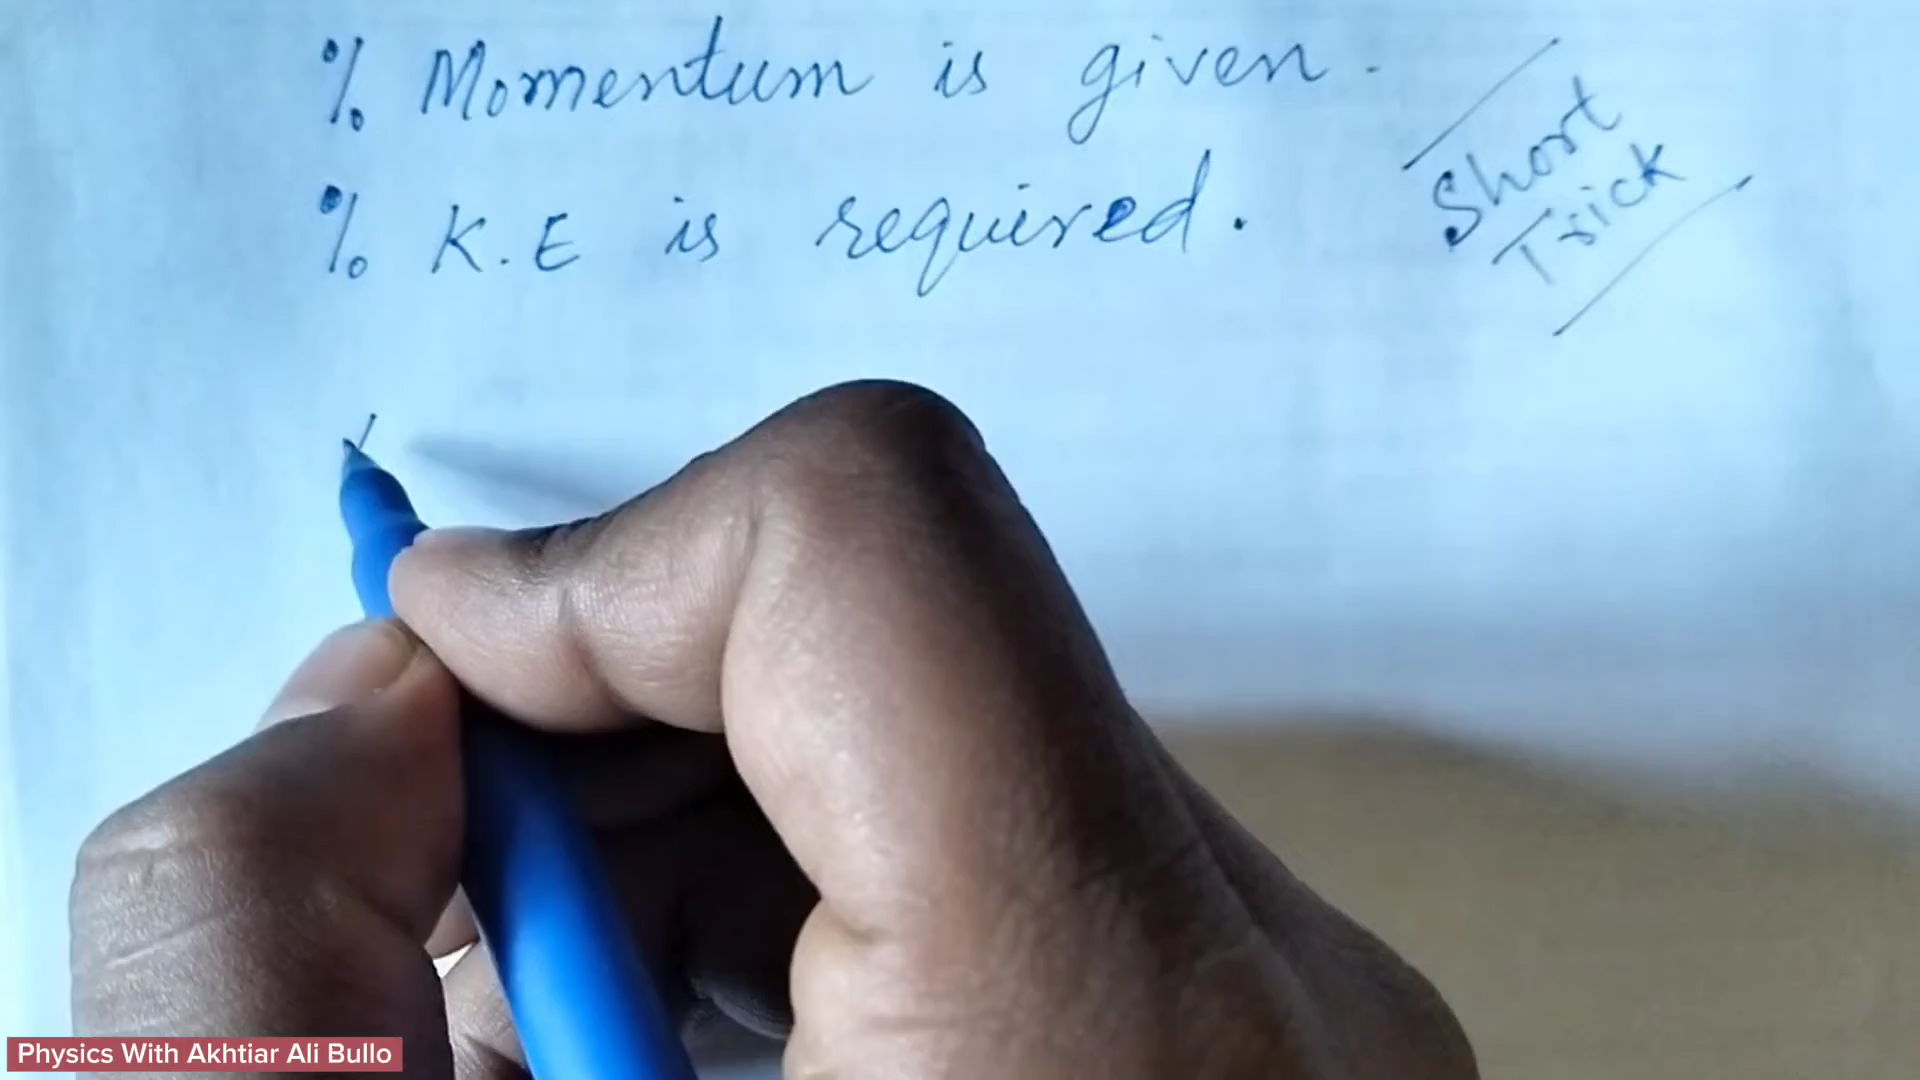 % Momentum is given.
% K.E is required.
Short
Trick
Physics With Akhtiar Ali Bullo